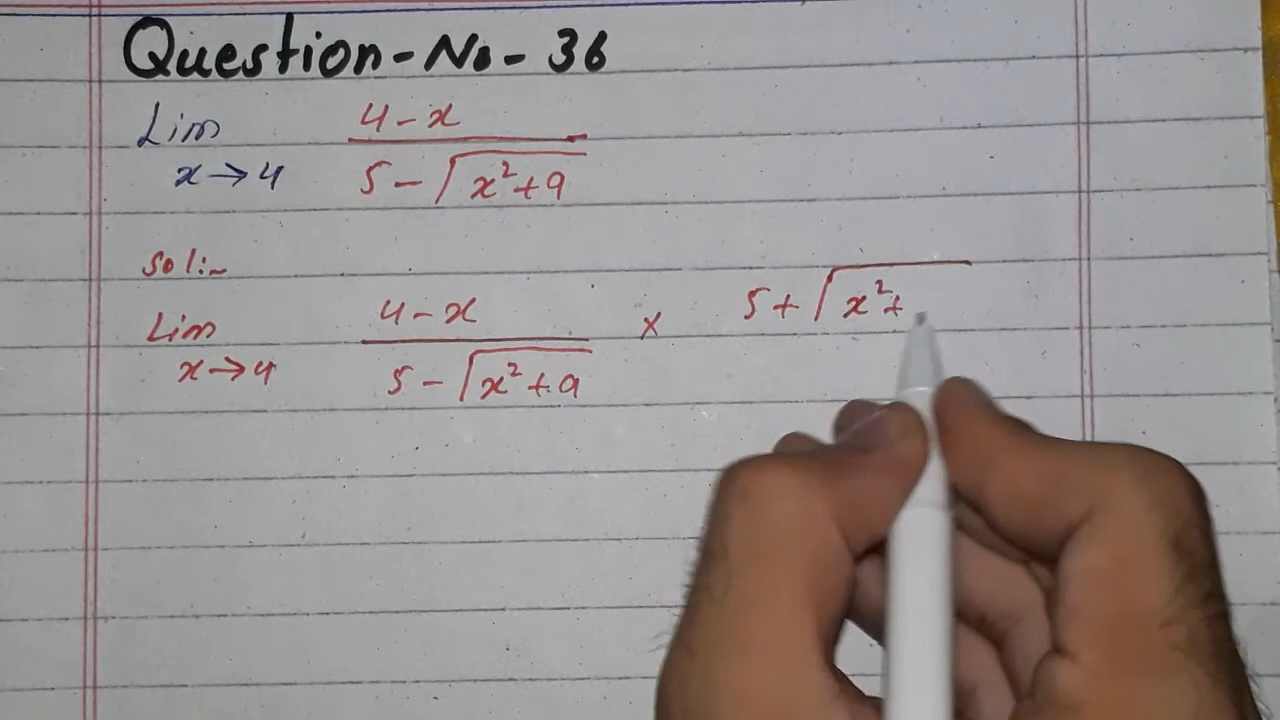 Question-No-36
Lim 4-x
x→4 5-√x²+9
Sol:~
Lim 4-x × 5+√x²+
x→4 5-√x²+9